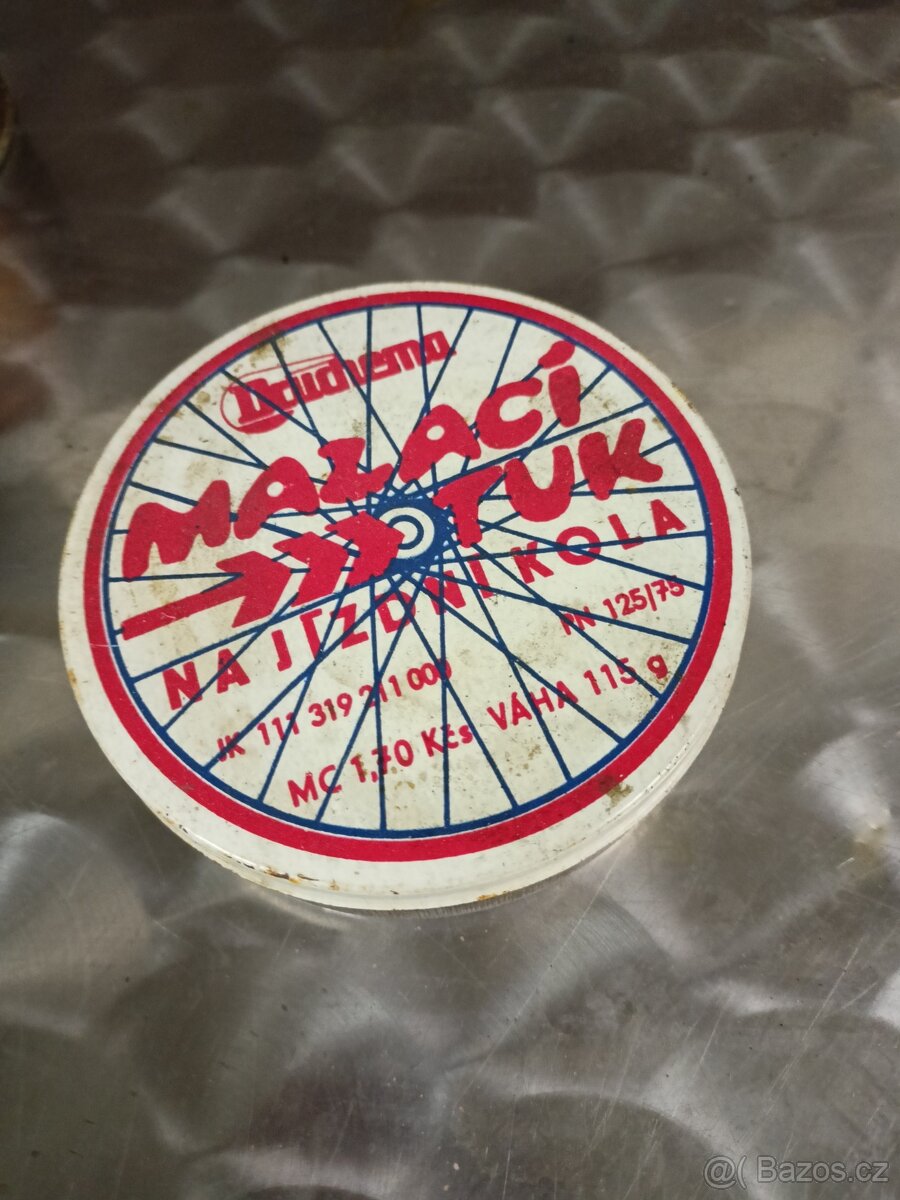 Druchema
MAZACÍ
TUK
NA JÍZDNÍ KOLA
JK 111 319 211 000
PN 125/75
MC 1,70 Kčs VÁHA 115 g
@( Bazos.cz